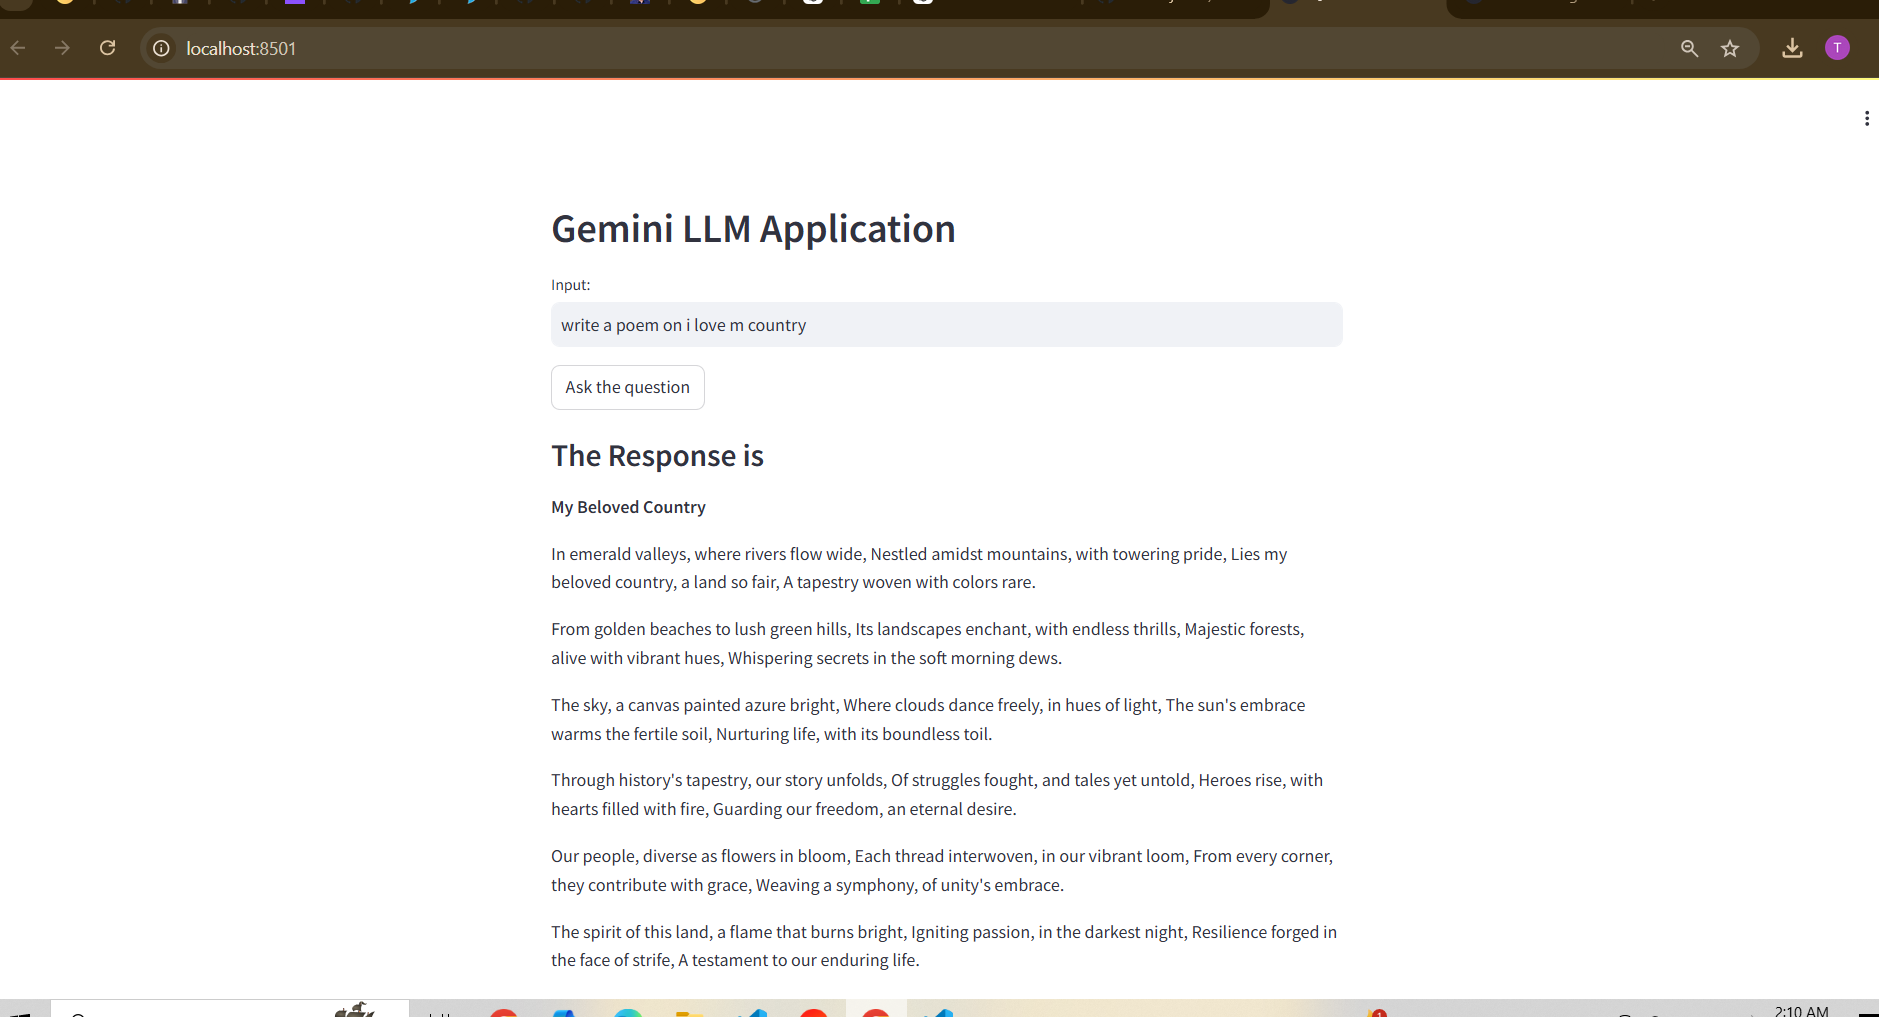 localhost:8501
T
Gemini LLM Application
Input:
write a poem on i love m country
Ask the question
The Response is
My Beloved Country
In emerald valleys, where rivers flow wide, Nestled amidst mountains, with towering pride, Lies my
beloved country, a land so fair, A tapestry woven with colors rare.
From golden beaches to lush green hills, Its landscapes enchant, with endless thrills, Majestic forests,
alive with vibrant hues, Whispering secrets in the soft morning dews.
The sky, a canvas painted azure bright, Where clouds dance freely, in hues of light, The sun's embrace
warms the fertile soil, Nurturing life, with its boundless toil.
Through history's tapestry, our story unfolds, Of struggles fought, and tales yet untold, Heroes rise, with
hearts filled with fire, Guarding our freedom, an eternal desire.
Our people, diverse as flowers in bloom, Each thread interwoven, in our vibrant loom, From every corner,
they contribute with grace, Weaving a symphony, of unity's embrace.
The spirit of this land, a flame that burns bright, Igniting passion, in the darkest night, Resilience forged in
the face of strife, A testament to our enduring life.
1
2:10 AM